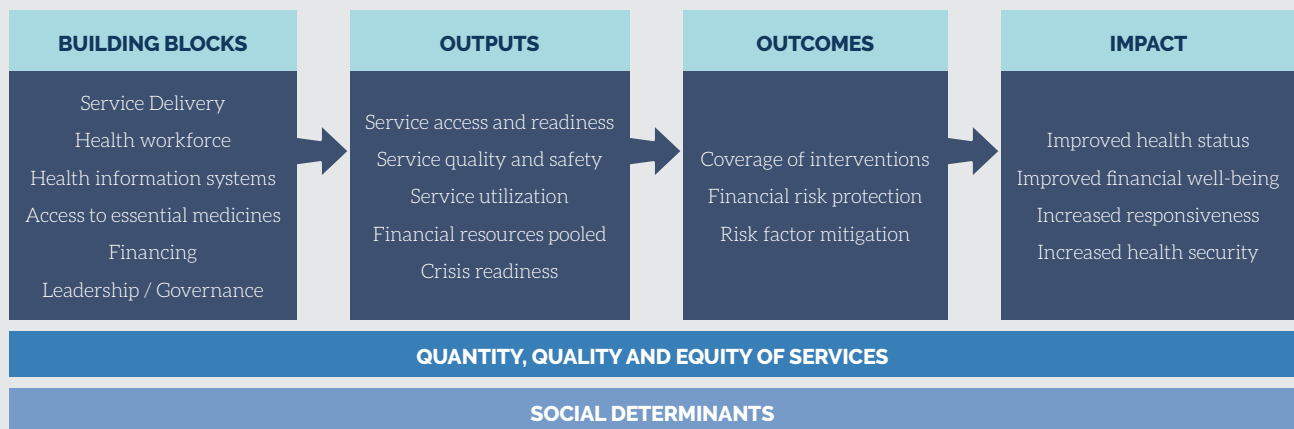 BUILDING BLOCKS
Service Delivery
Health workforce
Health information systems
Access to essential medicines
Financing
Leadership / Governance
OUTPUTS
Service access and readiness
Service quality and safety
Service utilization
Financial resources pooled
Crisis readiness
OUTCOMES
Coverage of interventions
Financial risk protection
Risk factor mitigation
IMPACT
Improved health status
Improved financial well-being
Increased responsiveness
Increased health security
QUANTITY, QUALITY AND EQUITY OF SERVICES
SOCIAL DETERMINANTS